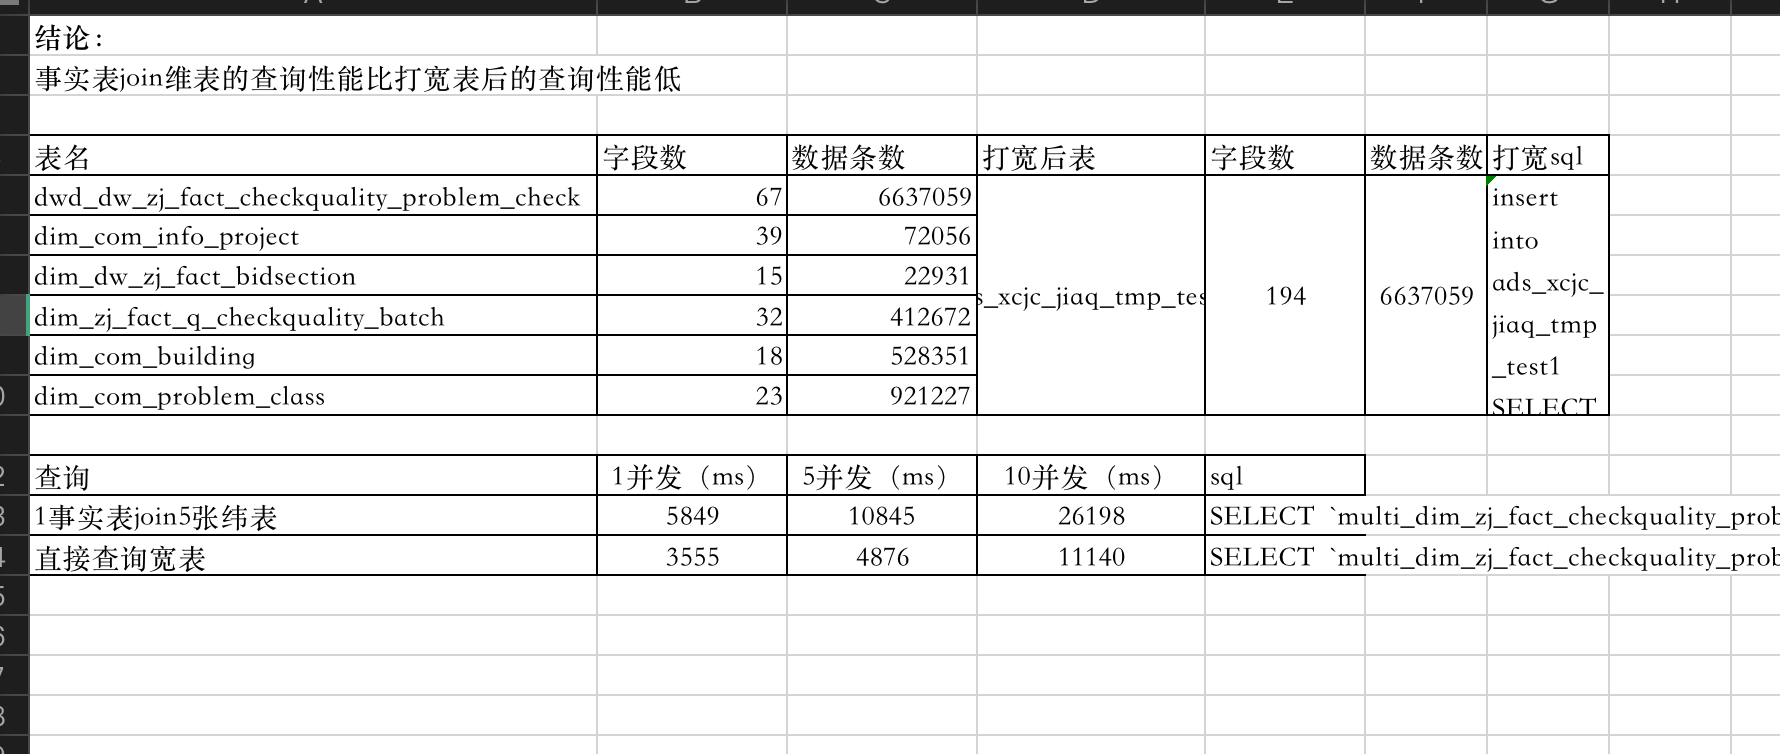 结论：
事实表join维表的查询性能比打宽表后的查询性能低
表名 字段数 数据条数 打宽后表 字段数 数据条数 打宽sql
dwd_dw_zj_fact_checkquality_problem_check 67 6637059
dim_com_info_project 39 72056
dim_dw_zj_fact_bidsection 15 22931
dim_zj_fact_q_checkquality_batch 32 412672
dim_com_building 18 528351
dim_com_problem_class 23 921227
s_xcjc_jiaq_tmp_tes 194 6637059
insert
into
ads_xcjc_
jiaq_tmp
_test1
SELECT
查询 1并发（ms） 5并发（ms） 10并发（ms） sql
1事实表join5张纬表 5849 10845 26198 SELECT `multi_dim_zj_fact_checkquality_prob
直接查询宽表 3555 4876 11140 SELECT `multi_dim_zj_fact_checkquality_prob